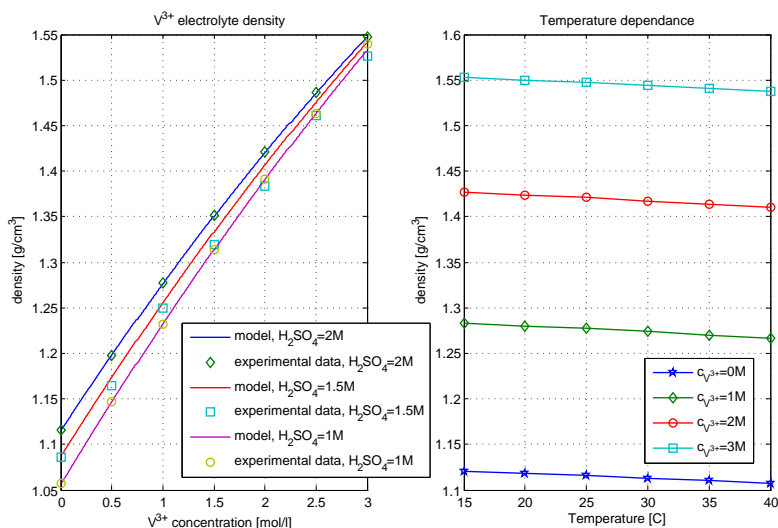 V³⁺ electrolyte density
density [g/cm³]
1.55
1.5
1.45
1.4
1.35
1.3
1.25
1.2
1.15
1.1
1.05
0
0.5
1
1.5
2
2.5
3
V³⁺ concentration [mol/l]
model, H₂SO₄=2M
experimental data, H₂SO₄=2M
model, H₂SO₄=1.5M
experimental data, H₂SO₄=1.5M
model, H₂SO₄=1M
experimental data, H₂SO₄=1M
Temperature dependance
density [g/cm³]
1.6
1.55
1.5
1.45
1.4
1.35
1.3
1.25
1.2
1.15
1.1
15
20
25
30
35
40
Temperature [C]
c_V³⁺=0M
c_V³⁺=1M
c_V³⁺=2M
c_V³⁺=3M